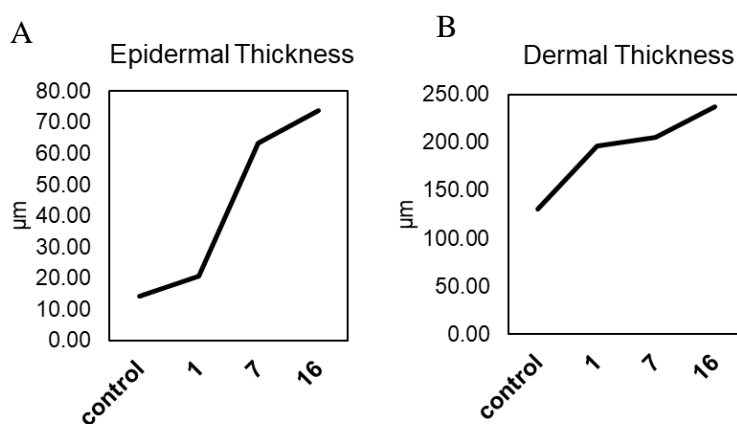 A
Epidermal Thickness
80.00
70.00
60.00
50.00
40.00
30.00
20.00
10.00
0.00
µm
control
1
7
16
B
Dermal Thickness
250.00
200.00
150.00
100.00
50.00
0.00
µm
control
1
7
16